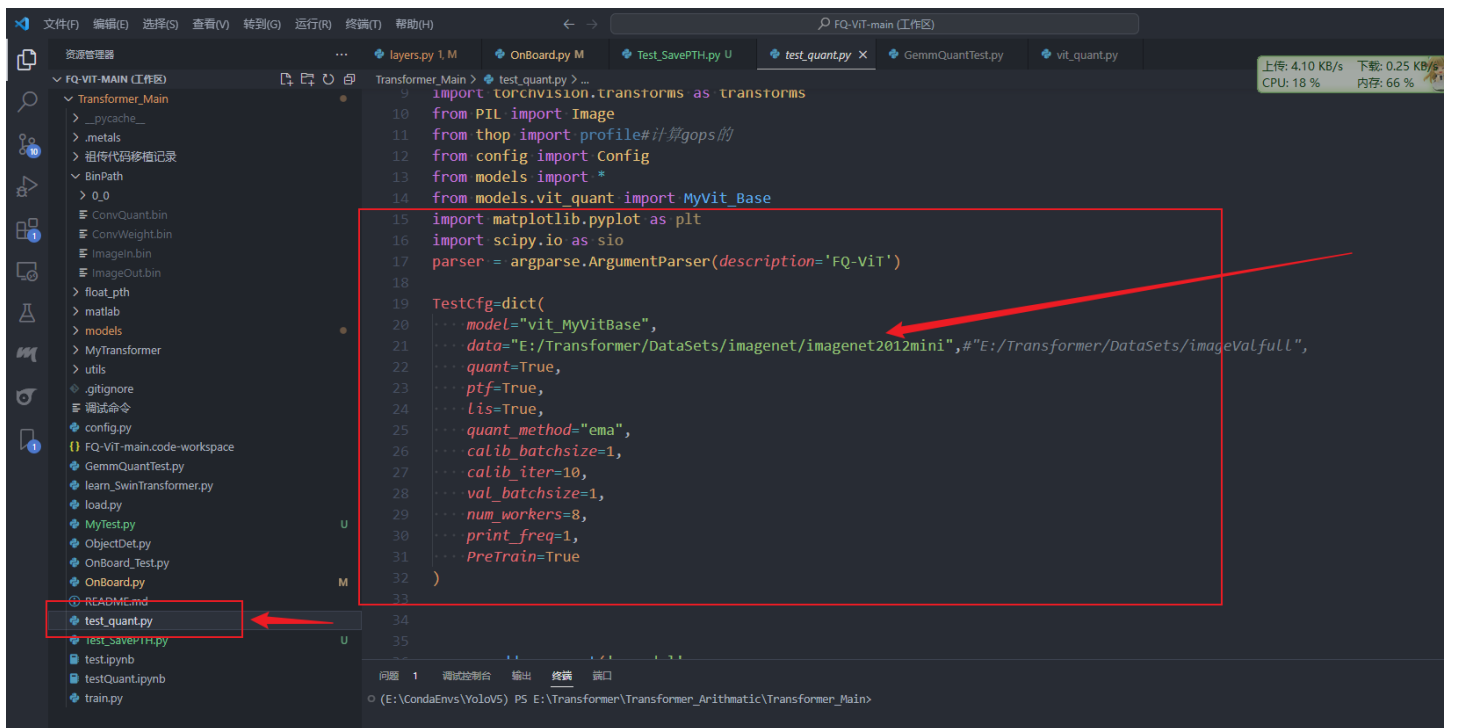 文件(F) 编辑(E) 选择(S) 查看(V) 转到(G) 运行(R) 终端(T) 帮助(H) FQ-ViT-main (工作区)
资源管理器 ···
layers.py 1, M OnBoard.py M Test_SavePTH.py U test_quant.py GemmQuantTest.py vit_quant.py
上传: 4.10 KB/s 下载: 0.25 KB/s
CPU: 18 % 内存: 66 %
FQ-VIT-MAIN (工作区)
Transformer_Main
__pycache__
.metals
祖传代码移植记录
BinPath
0_0
ConvQuant.bin
ConvWeight.bin
ImageIn.bin
ImageOut.bin
float_pth
matlab
models
MyTransformer
utils
.gitignore
调试命令
config.py
{} FQ-ViT-main.code-workspace
GemmQuantTest.py
learn_SwinTransformer.py
load.py
MyTest.py U
ObjectDet.py
OnBoard_Test.py
OnBoard.py M
README.md
test_quant.py
Test_SavePTH.py U
test.ipynb
testQuant.ipynb
train.py
10
1
1
Transformer_Main > test_quant.py > ...
9 import torchvision.transforms as transforms
10 from PIL import Image
11 from thop import profile#计算gops的
12 from config import Config
13 from models import *
14 from models.vit_quant import MyVit_Base
15 import matplotlib.pyplot as plt
16 import scipy.io as sio
17 parser = argparse.ArgumentParser(description='FQ-ViT')
18
19 TestCfg=dict(
20 model="vit_MyVitBase",
21 data="E:/Transformer/DataSets/imagenet/imagenet2012mini",#"E:/Transformer/DataSets/imageValfull",
22 quant=True,
23 ptf=True,
24 lis=True,
25 quant_method="ema",
26 calib_batchsize=1,
27 calib_iter=10,
28 val_batchsize=1,
29 num_workers=8,
30 print_freq=1,
31 PreTrain=True
32 )
33
34
35
问题 1 调试控制台 输出 终端 端口
(E:\CondaEnvs\YoloV5) PS E:\Transformer\Transformer_Arithmatic\Transformer_Main>